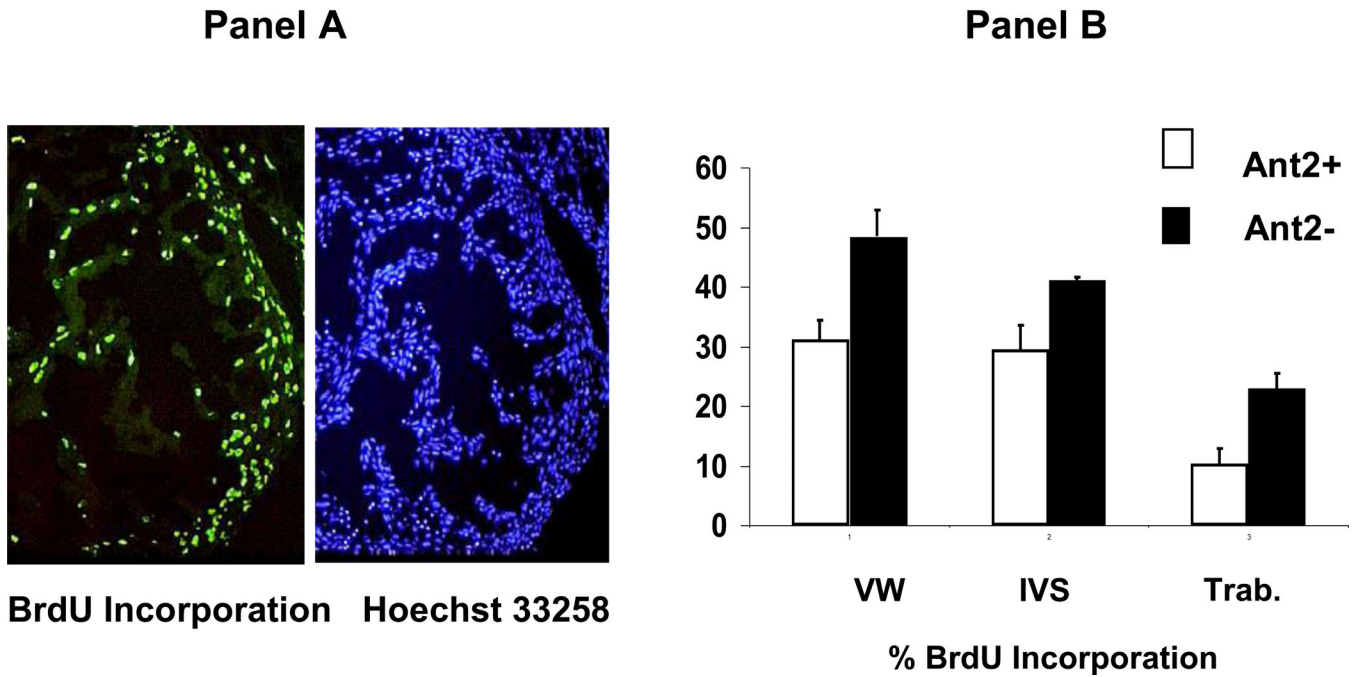 Panel A
Panel B
BrdU Incorporation
Hoechst 33258
60
50
40
30
20
10
0
Ant2+
Ant2-
1
2
3
VW
IVS
Trab.
% BrdU Incorporation